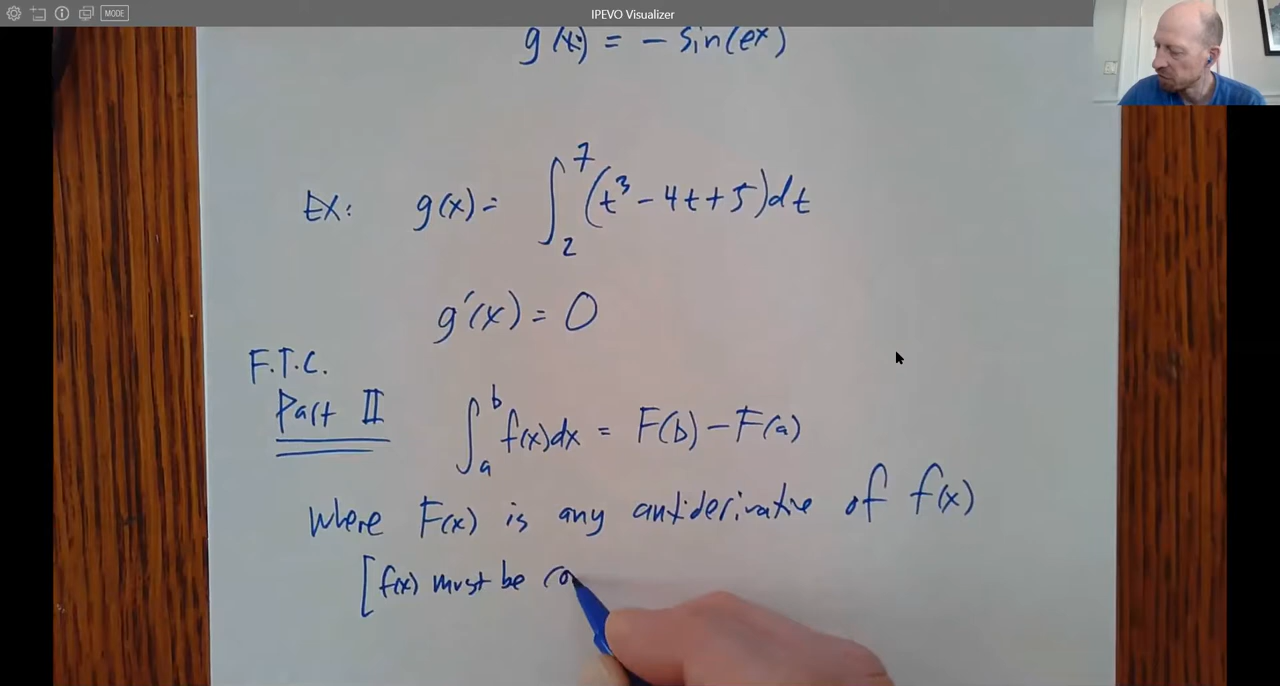 MODE
IPEVO Visualizer
g'(x) = - sin(eˣ)
EX: g(x) = ∫₂⁷ (t³ - 4t + 5) dt
g'(x) = 0
F.T.C.
Part II ∫ₐᵇ f(x)dx = F(b) - F(a)
where F(x) is any antiderivative of f(x)
[f(x) must be co